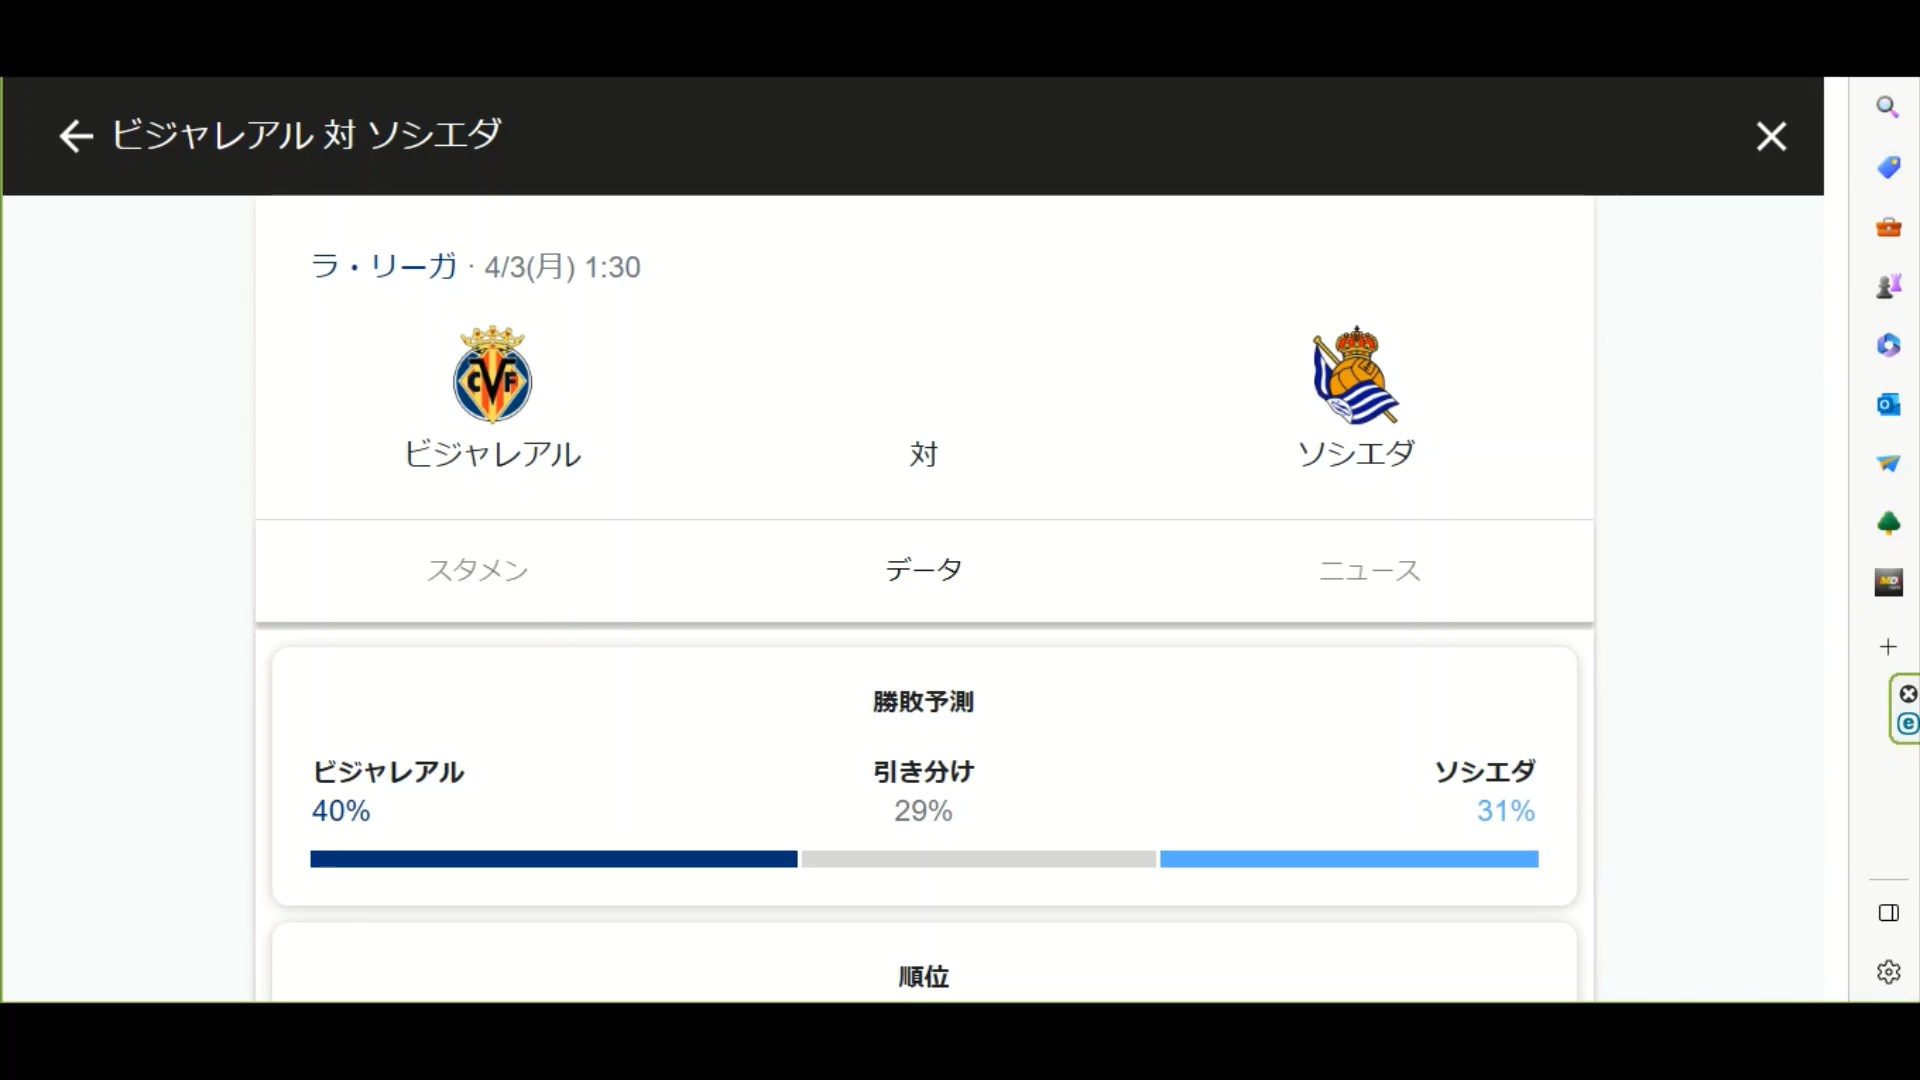 ビジャレアル 対 ソシエダ
ラ・リーガ · 4/3(月) 1:30
CVF
ビジャレアル 対 ソシエダ
スタメン データ ニュース
勝敗予測
ビジャレアル 引き分け ソシエダ
40% 29% 31%
順位
MD